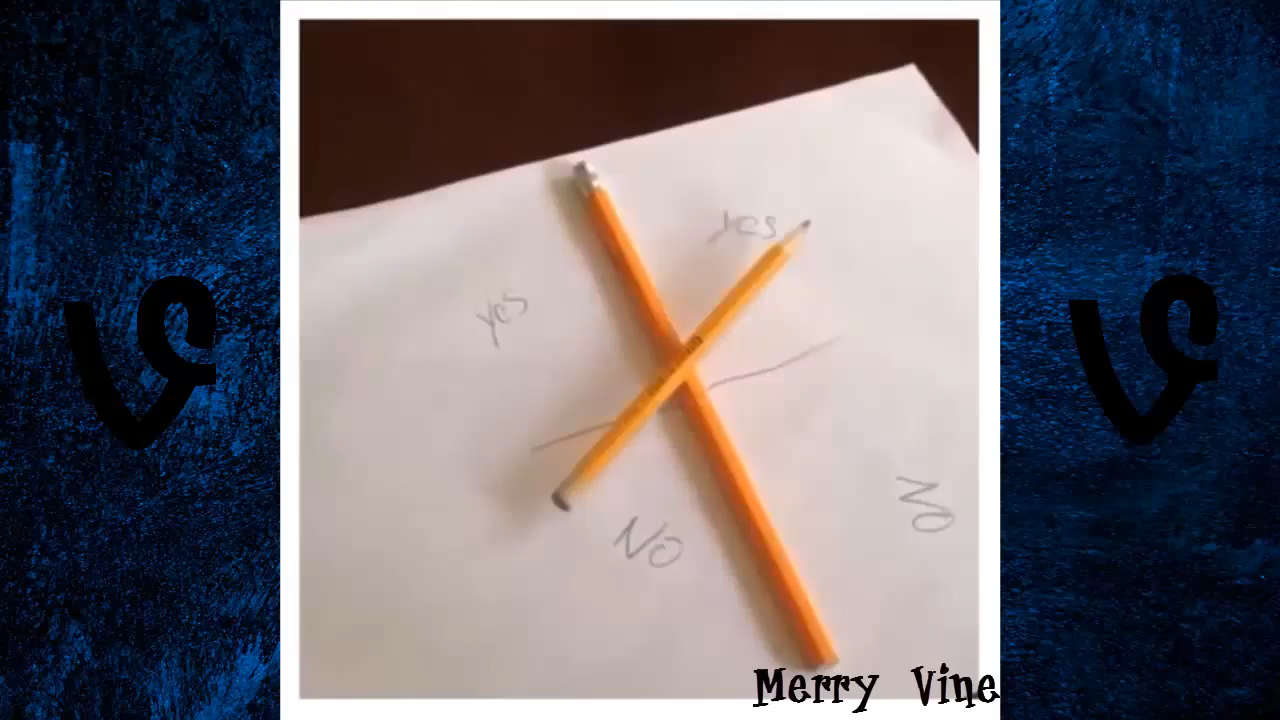 yes
yes
No
No
Merry Vine